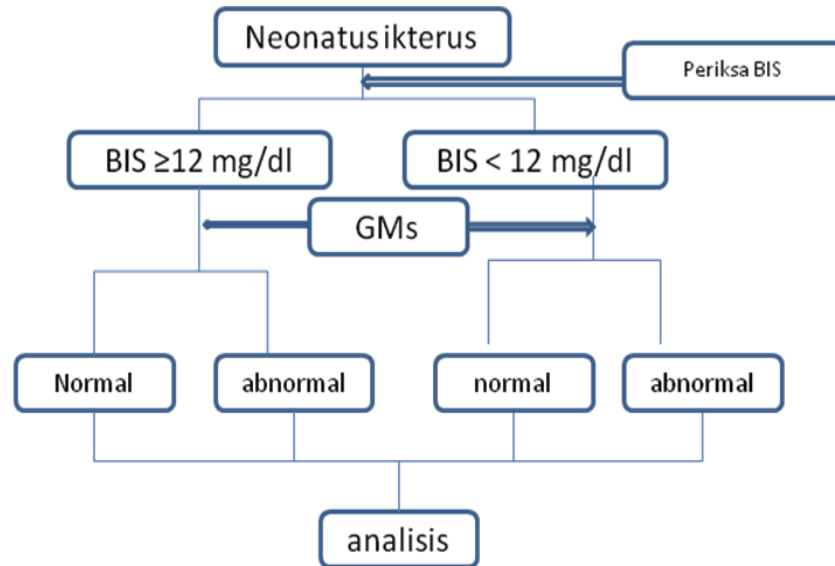 Neonatus ikterus
Periksa BIS
BIS ≥12 mg/dl
BIS < 12 mg/dl
GMs
Normal
abnormal
normal
abnormal
analisis